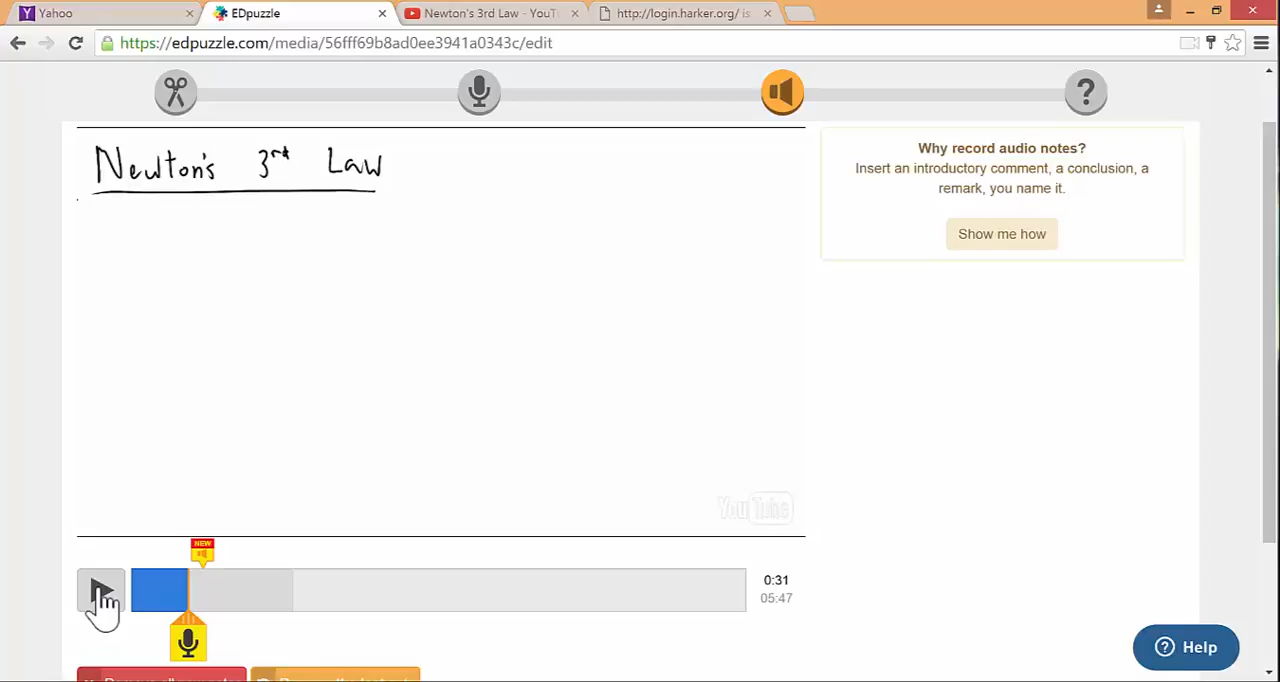 Yahoo
EDpuzzle
Newton's 3rd Law - YouT
http://login.harker.org/ is
https://edpuzzle.com/media/56fff69b8ad0ee3941a0343c/edit
?
Newton's 3rd Law
Why record audio notes?
Insert an introductory comment, a conclusion, a
remark, you name it.
Show me how
YouTube
NEW
0:31
05:47
? Help